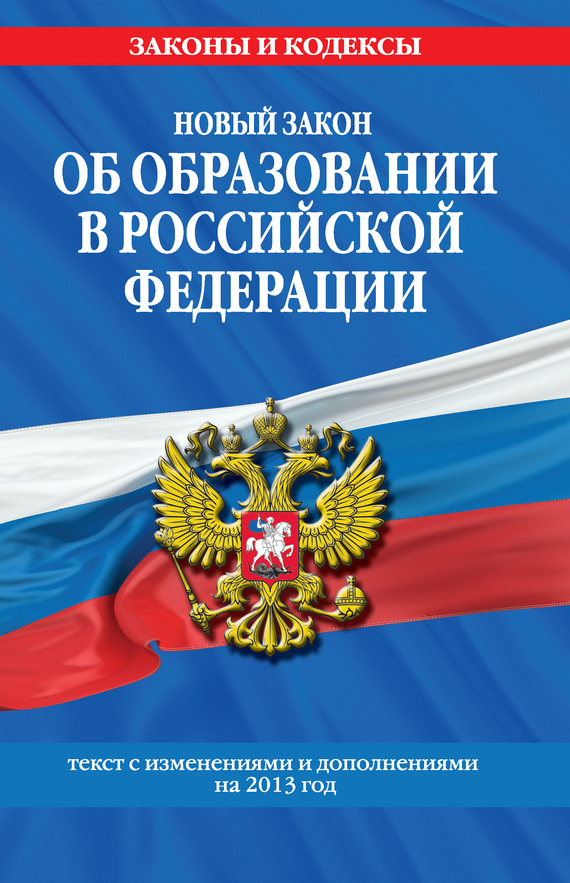 ЗАКОНЫ И КОДЕКСЫ
НОВЫЙ ЗАКОН
ОБ ОБРАЗОВАНИИ
В РОССИЙСКОЙ
ФЕДЕРАЦИИ
текст с изменениями и дополнениями
на 2013 год